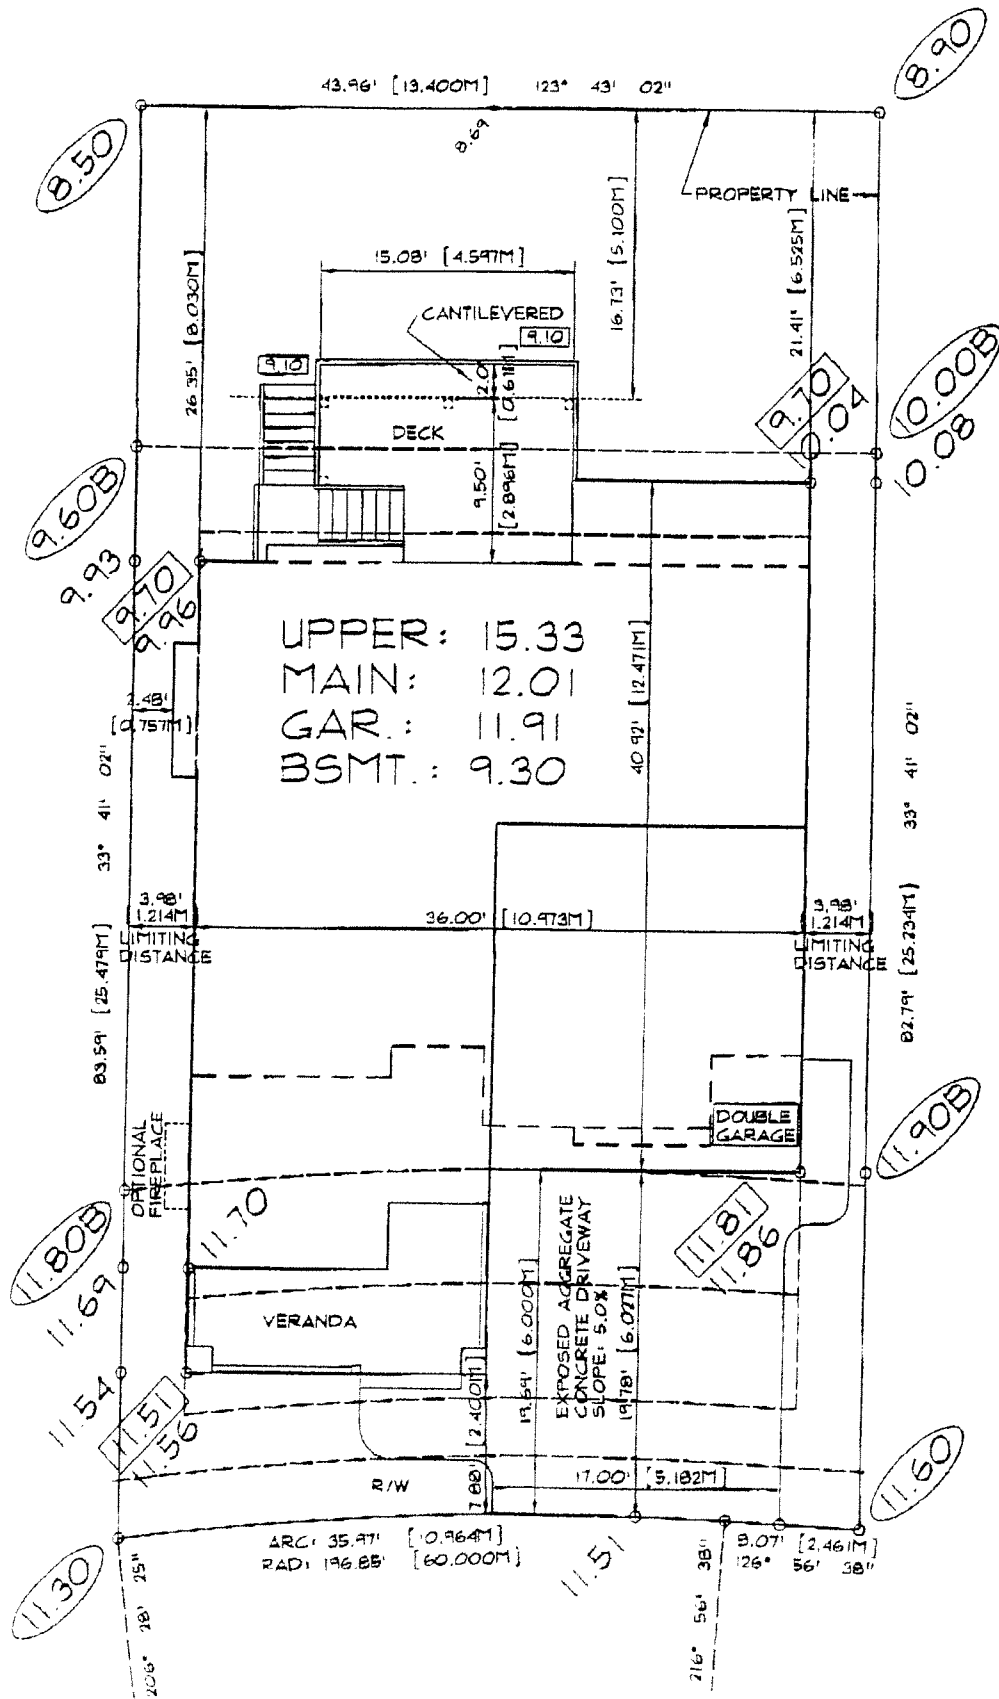 8.90
43.96' [13.400M] 123° 43' 02"
8.50
8.69
PROPERTY LINE
16.73' [5.100M]
21.41' [6.525M]
26.35' [8.030M]
15.08' [4.597M]
CANTILEVERED
9.10
9.10
2.0'
[0.61M]
DECK
9.50'
[2.896M]
9.70
10.04
10.00B
10.08
9.60B
9.93
9.70
9.96
UPPER: 15.33
MAIN: 12.01
GAR.: 11.91
BSMT.: 9.30
40.92' [12.471M]
2.48'
[0.757M]
33° 41' 02"
33° 41' 02"
3.98'
1.214M
LIMITING
DISTANCE
36.00' [10.973M]
3.98'
1.214M
LIMITING
DISTANCE
83.59' [25.479M]
82.79' [25.234M]
DOUBLE
GARAGE
11.90B
OPTIONAL
FIREPLACE
11.70
11.80B
11.69
11.81
11.86
VERANDA
EXPOSED AGGREGATE
CONCRETE DRIVEWAY
SLOPE: 5.0%
19.69' [6.000M]
19.78' [6.027M]
11.54
11.51
11.56
7.88' [2.400M]
R/W
17.00' [5.182M]
11.60
ARC: 35.97' [10.964M]
RAD: 196.85' [60.000M]
11.51
8.07' [2.461M]
126° 56' 38"
11.30
206° 28' 25"
216° 56' 38"